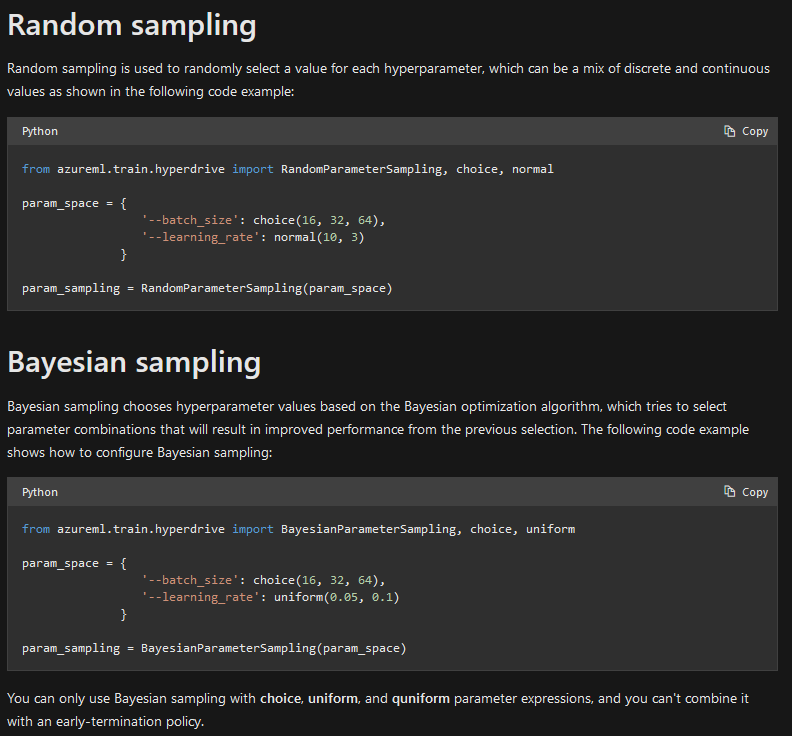 Random sampling
Random sampling is used to randomly select a value for each hyperparameter, which can be a mix of discrete and continuous
values as shown in the following code example:
Python
Copy
from azureml.train.hyperdrive import RandomParameterSampling, choice, normal
param_space = {
'--batch_size': choice(16, 32, 64),
'--learning_rate': normal(10, 3)
}
param_sampling = RandomParameterSampling(param_space)
Bayesian sampling
Bayesian sampling chooses hyperparameter values based on the Bayesian optimization algorithm, which tries to select
parameter combinations that will result in improved performance from the previous selection. The following code example
shows how to configure Bayesian sampling:
Python
Copy
from azureml.train.hyperdrive import BayesianParameterSampling, choice, uniform
param_space = {
'--batch_size': choice(16, 32, 64),
'--learning_rate': uniform(0.05, 0.1)
}
param_sampling = BayesianParameterSampling(param_space)
You can only use Bayesian sampling with choice, uniform, and quniform parameter expressions, and you can't combine it
with an early-termination policy.